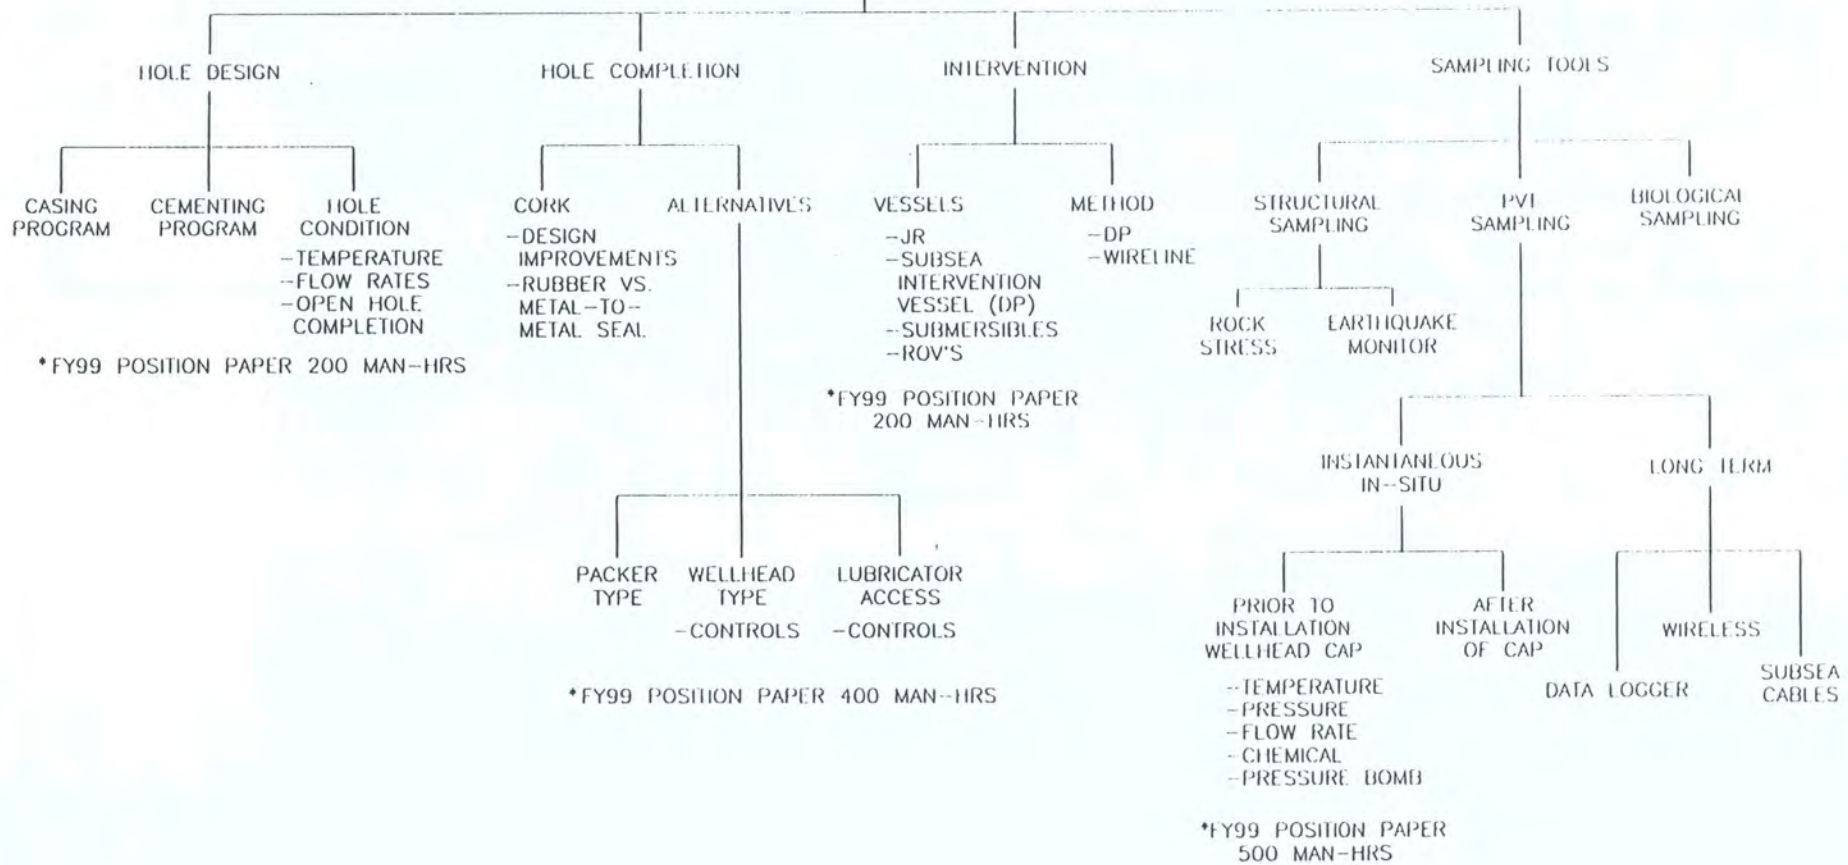 HOLE DESIGN
HOLE COMPLETION
INTERVENTION
SAMPLING TOOLS
CASING
PROGRAM
CEMENTING
PROGRAM
HOLE
CONDITION
-TEMPERATURE
-FLOW RATES
-OPEN HOLE
COMPLETION
*FY99 POSITION PAPER 200 MAN-HRS
CORK
-DESIGN
IMPROVEMENTS
-RUBBER VS.
METAL-TO-
METAL SEAL
ALTERNATIVES
PACKER
TYPE
WELLHEAD
TYPE
-CONTROLS
LUBRICATOR
ACCESS
-CONTROLS
*FY99 POSITION PAPER 400 MAN-HRS
VESSELS
-JR
-SUBSEA
INTERVENTION
VESSEL (DP)
-SUBMERSIBLES
-ROV'S
METHOD
-DP
-WIRELINE
*FY99 POSITION PAPER
200 MAN-HRS
STRUCTURAL
SAMPLING
PVT
SAMPLING
BIOLOGICAL
SAMPLING
ROCK
STRESS
EARTHQUAKE
MONITOR
INSTANTANEOUS
IN-SITU
LONG TERM
PRIOR TO
INSTALLATION
WELLHEAD CAP
-TEMPERATURE
-PRESSURE
-FLOW RATE
-CHEMICAL
-PRESSURE BOMB
AFTER
INSTALLATION
OF CAP
DATA LOGGER
WIRELESS
SUBSEA
CABLES
*FY99 POSITION PAPER
500 MAN-HRS